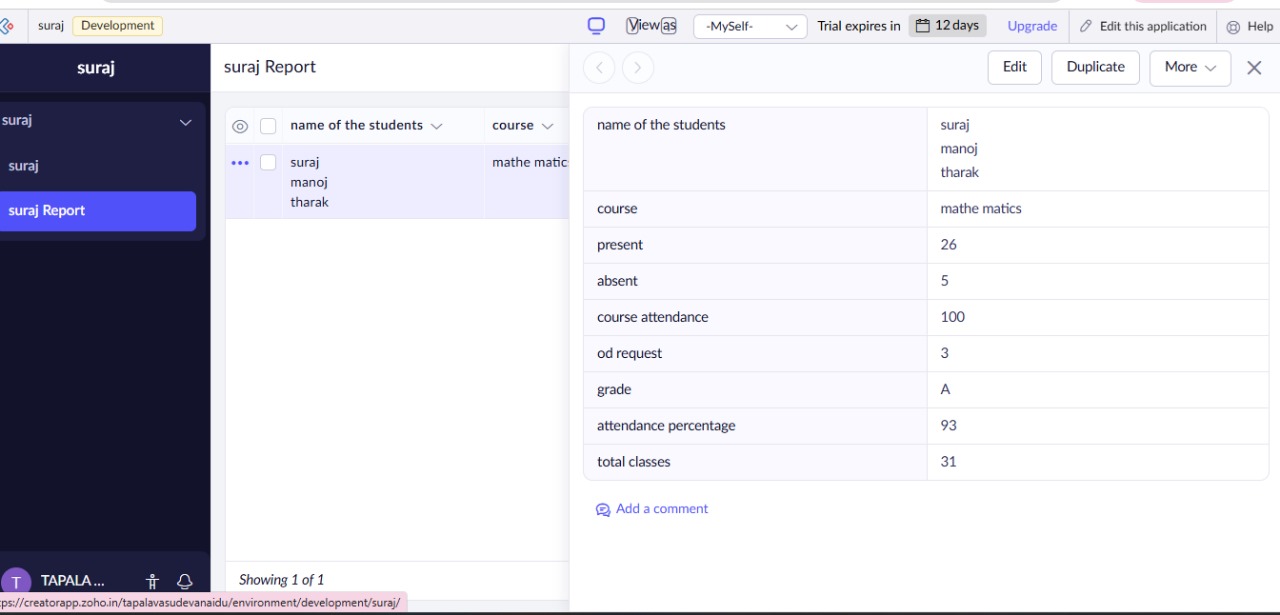 suraj Development View as -MySelf- Trial expires in 12 days Upgrade Edit this application Help
suraj
suraj
suraj
suraj Report
TAPALA ...
T
suraj Report
name of the students course
suraj mathe matic
manoj
tharak
Showing 1 of 1
Edit Duplicate More
name of the students suraj
manoj
tharak
course mathe matics
present 26
absent 5
course attendance 100
od request 3
grade A
attendance percentage 93
total classes 31
Add a comment
tps://creatorapp.zoho.in/tapalavasudevanaidu/environment/development/suraj/